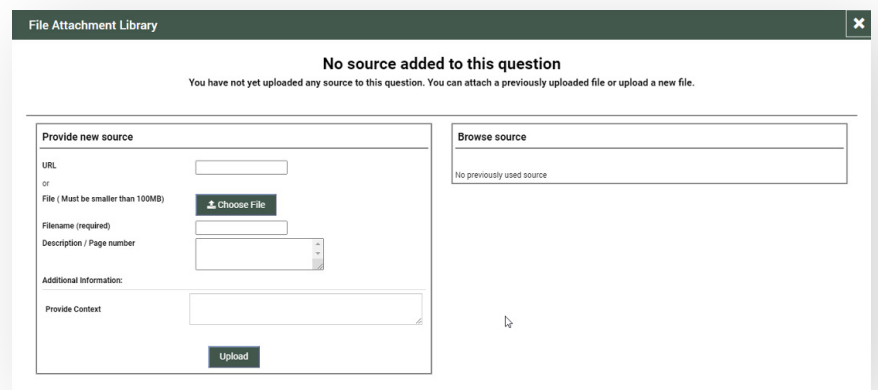 File Attachment Library
No source added to this question
You have not yet uploaded any source to this question. You can attach a previously uploaded file or upload a new file.
Provide new source
URL
or
File ( Must be smaller than 100MB)
Choose File
Filename (required)
Description / Page number
Additional Information:
Provide Context
Upload
Browse source
No previously used source